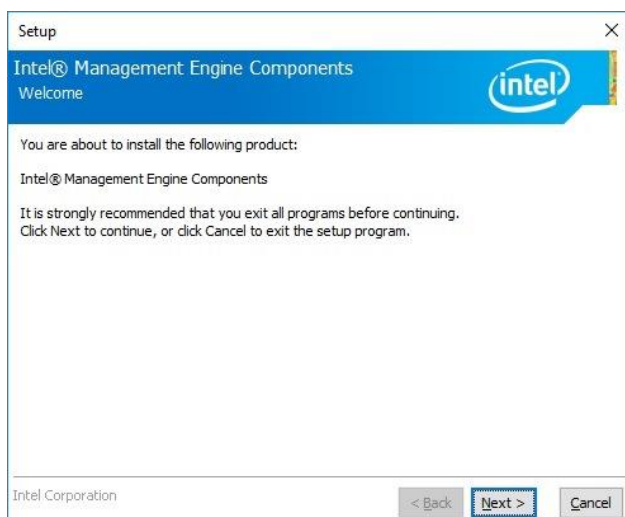 Setup
Intel® Management Engine Components
Welcome
intel
You are about to install the following product:
Intel® Management Engine Components
It is strongly recommended that you exit all programs before continuing.
Click Next to continue, or click Cancel to exit the setup program.
Intel Corporation
< Back
Next >
Cancel